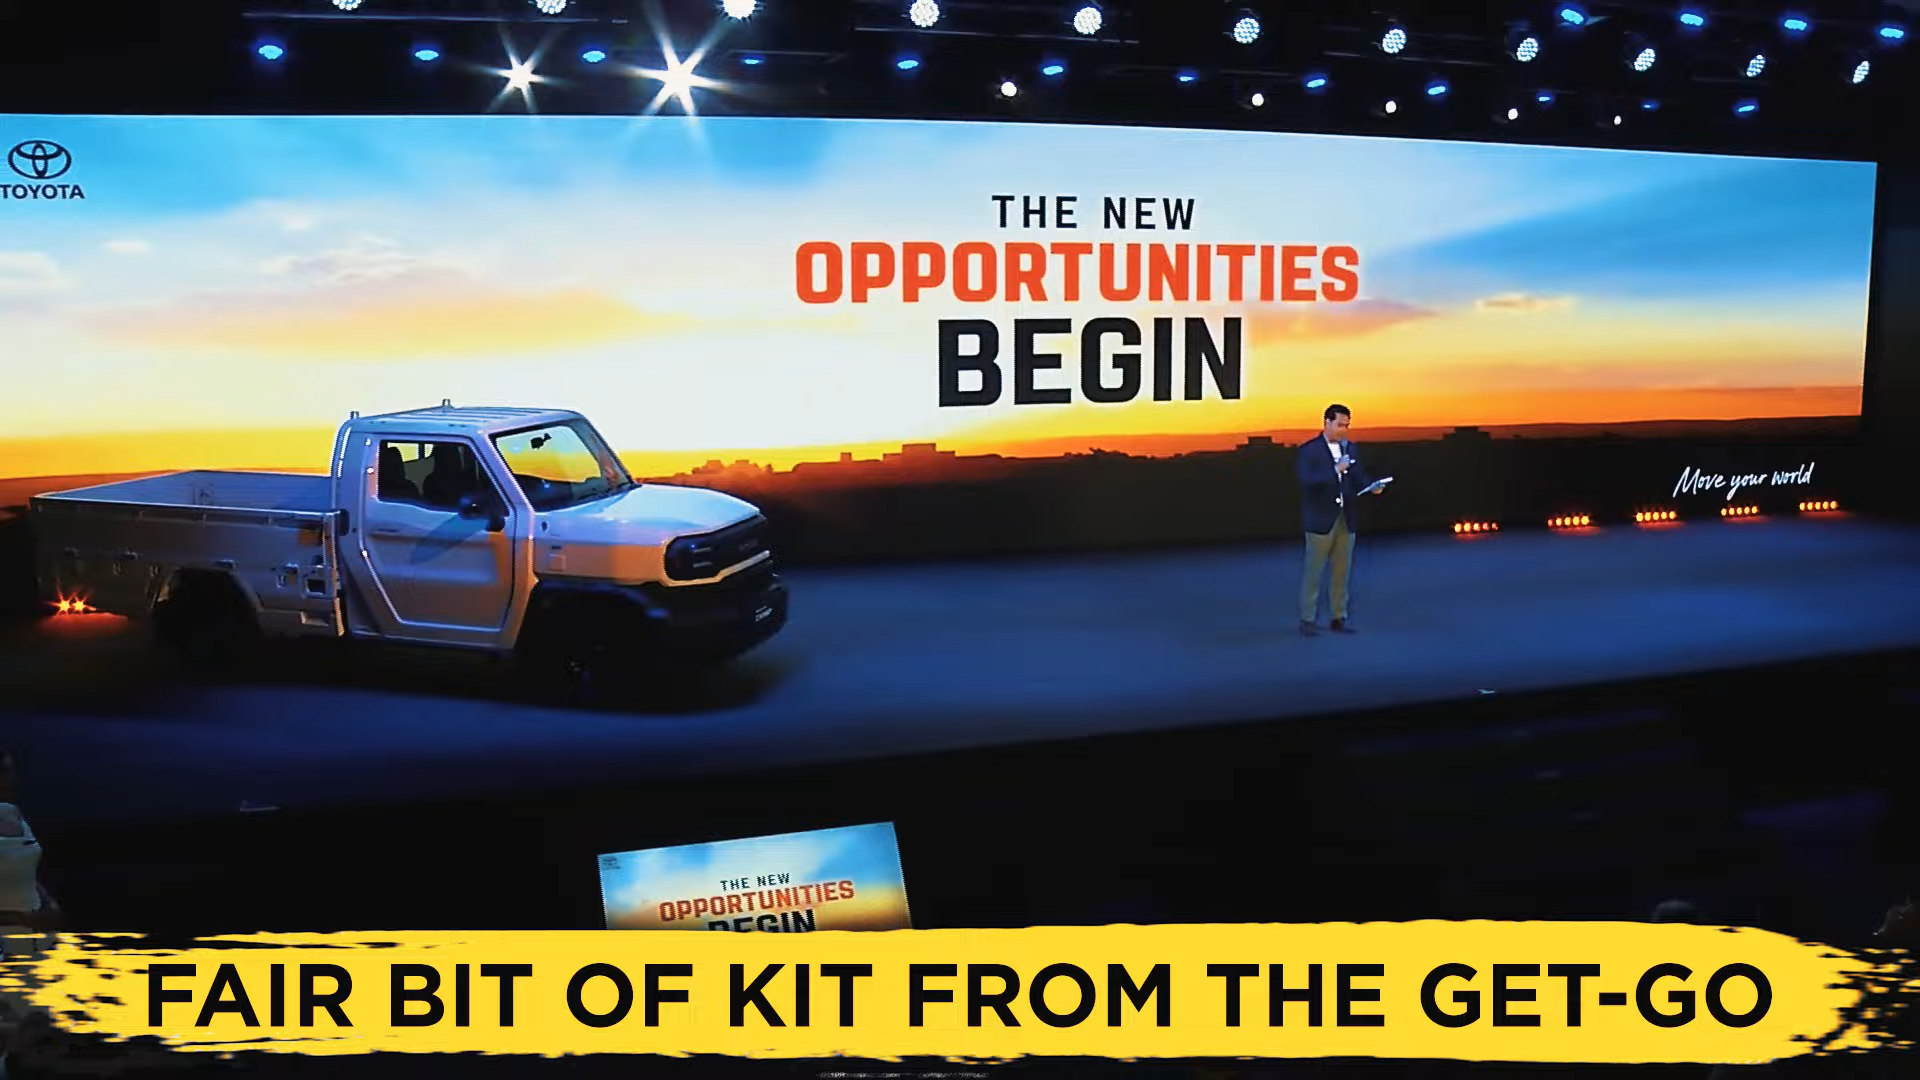 TOYOTA
THE NEW
OPPORTUNITIES
BEGIN
Move your world
THE NEW
OPPORTUNITIES
BEGIN
FAIR BIT OF KIT FROM THE GET-GO